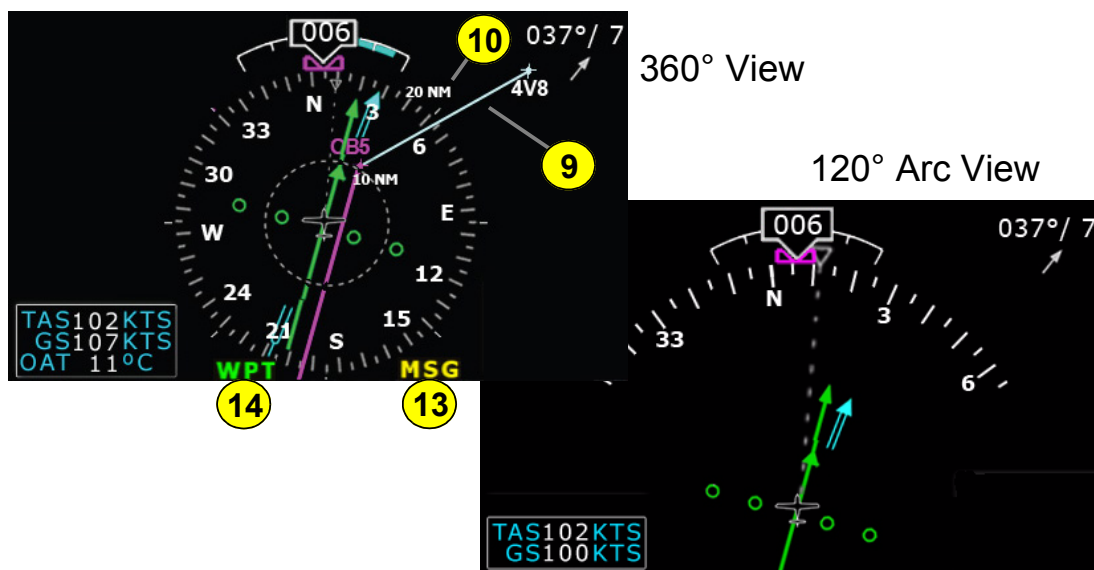 006
10
037°/ 7
360° View
20 NM
4V8
N
3
33
6
CB5
9
30
10 NM
120° Arc View
W
E
006
037°/ 7
12
24
N
TAS102KTS
GS107KTS
OAT 11°C
21
S
15
3
33
WPT
MSG
6
14
13
TAS102KTS
GS100KTS